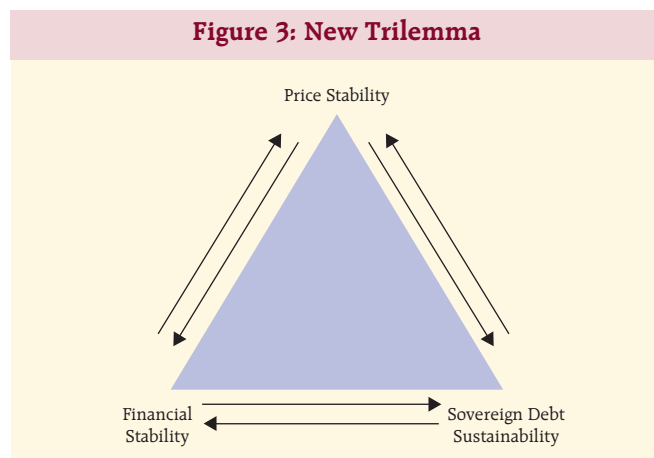 Figure 3: New Trilemma
Price Stability
Financial
Stability
Sovereign Debt
Sustainability